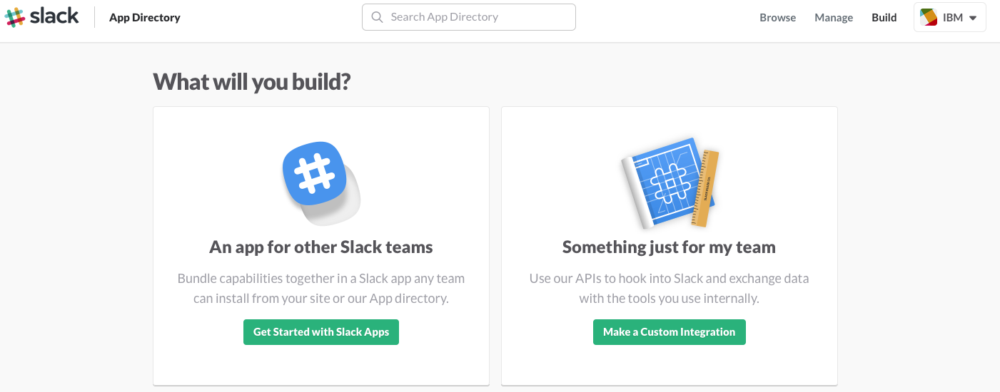 slack
App Directory
Search App Directory
Browse
Manage
Build
IBM
What will you build?
An app for other Slack teams
Bundle capabilities together in a Slack app any team
can install from your site or our App directory.
Get Started with Slack Apps
Something just for my team
Use our APIs to hook into Slack and exchange data
with the tools you use internally.
Make a Custom Integration